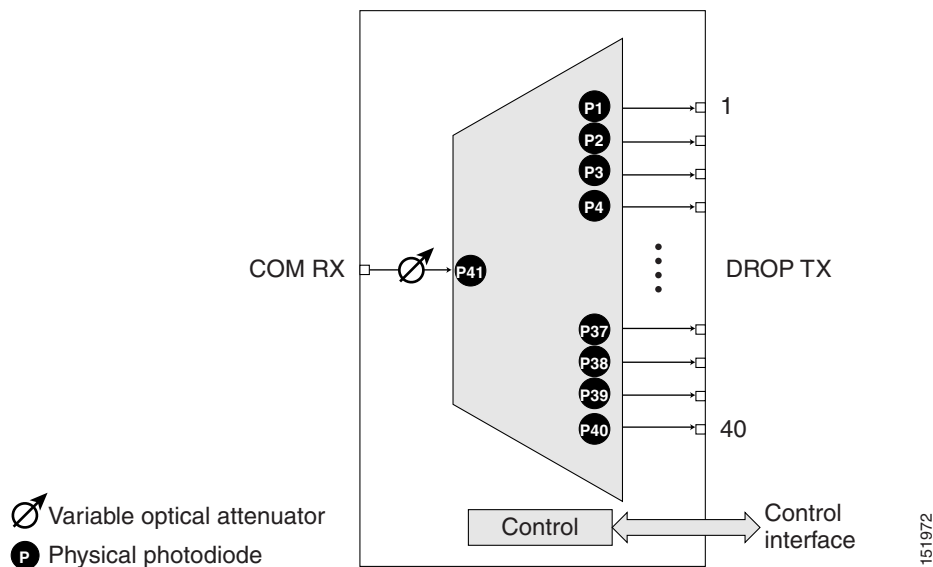 P1
1
P2
P3
P4
COM RX
P41
DROP TX
P37
P38
P39
P40
40
Variable optical attenuator
P
Physical photodiode
Control
Control
interface
151972